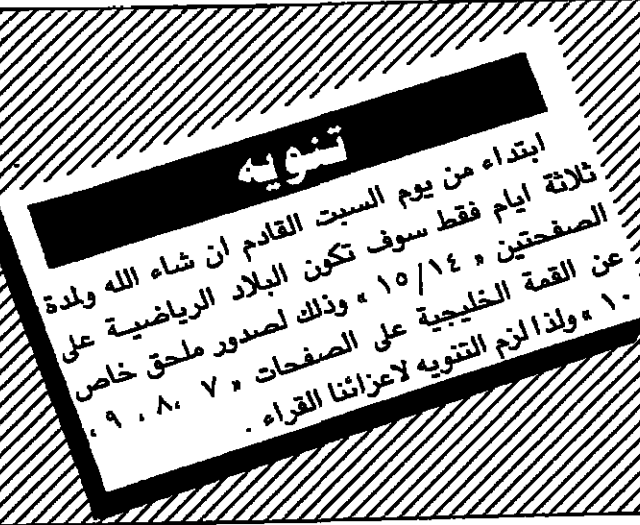 تنويه
ابتداء من يوم السبت القادم ان شاء الله ولمدة
ثلاثة ايام فقط سوف تكون البلاد الرياضية على
الصفحتين « ١٤/١٥ » وذلك لصدور ملحق خاص
عن القمة الخليجية على الصفحات « ٧ ، ٨ ، ٩ ،
١٠ » ولذا لزم التنويه لاعزائنا القراء .